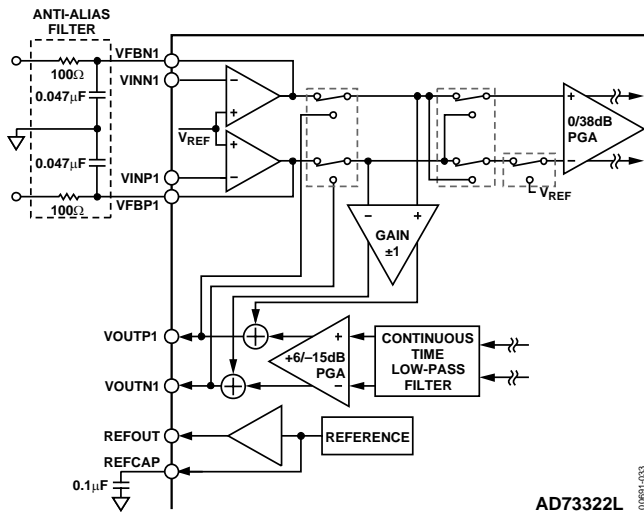 ANTI-ALIAS
FILTER
VFBN1
100Ω
VINN1
0.047µF
VREF
0/38dB
PGA
0.047µF
VINP1
VFBP1
100Ω
VREF
GAIN
±1
VOUTP1
+6/–15dB
PGA
CONTINUOUS
TIME
LOW-PASS
FILTER
VOUTN1
REFOUT
REFERENCE
REFCAP
0.1µF
AD73322L
00691-033